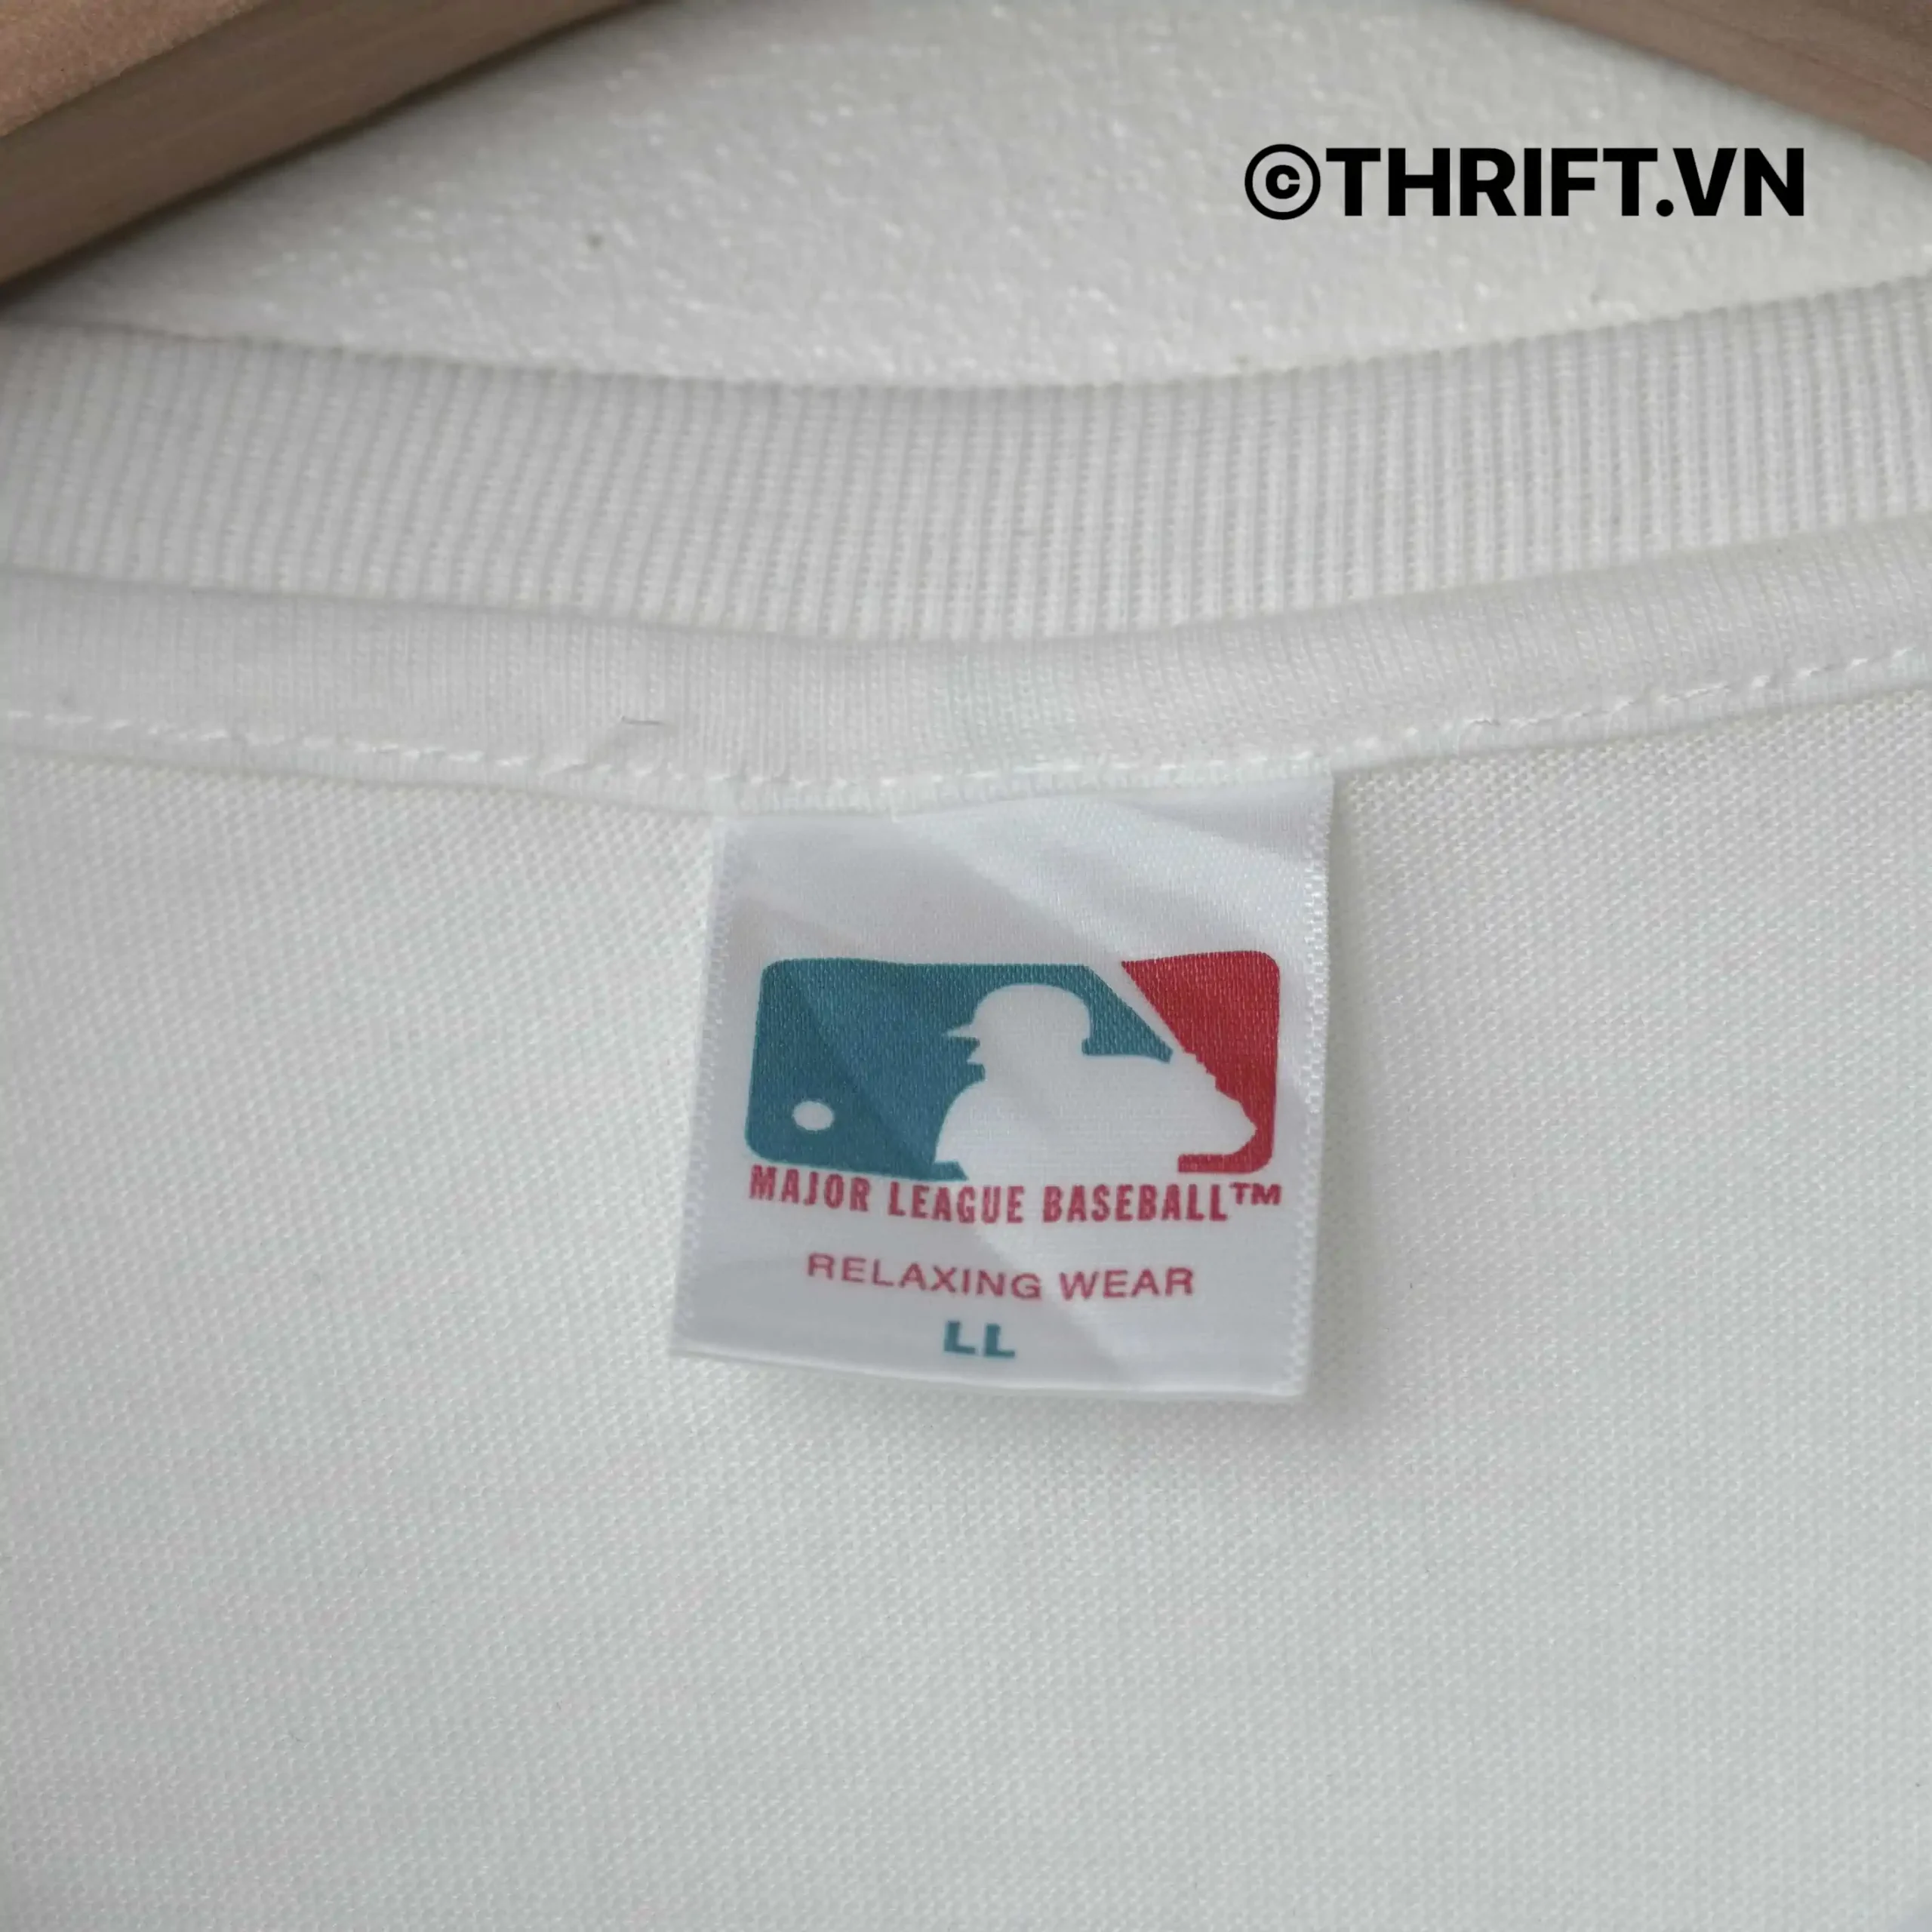 ©THRIFT.VN
MAJOR LEAGUE BASEBALL™
RELAXING WEAR
LL